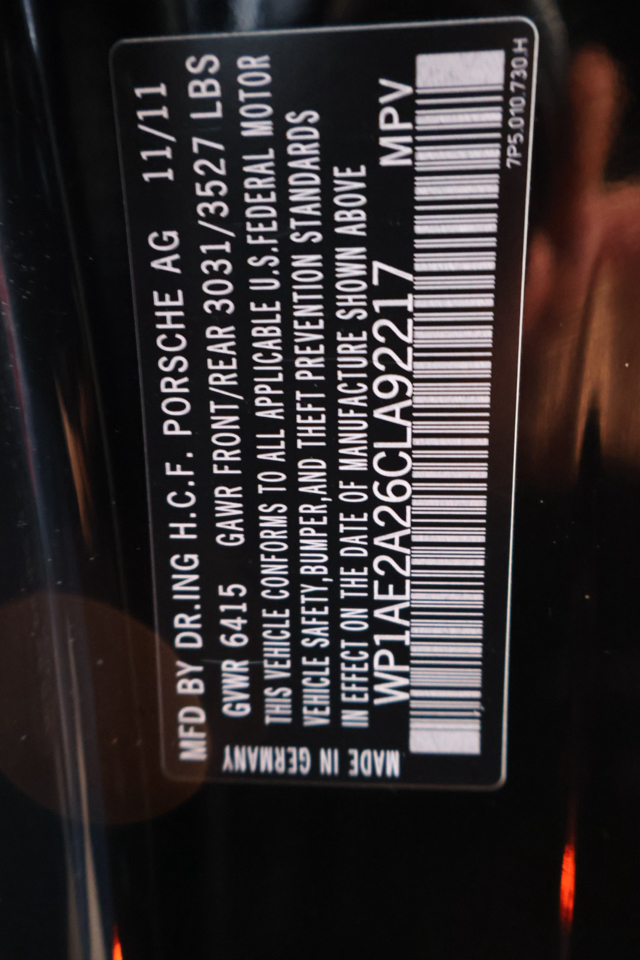 MFD BY DR.ING H.C.F. PORSCHE AG 11/11
GVWR 6415 GAWR FRONT/REAR 3031/3527 LBS
THIS VEHICLE CONFORMS TO ALL APPLICABLE U.S.FEDERAL MOTOR
VEHICLE SAFETY,BUMPER,AND THEFT PREVENTION STANDARDS
IN EFFECT ON THE DATE OF MANUFACTURE SHOWN ABOVE
WP1AE2A26CLA92217 MPV
MADE IN GERMANY
7P5.010.730.H